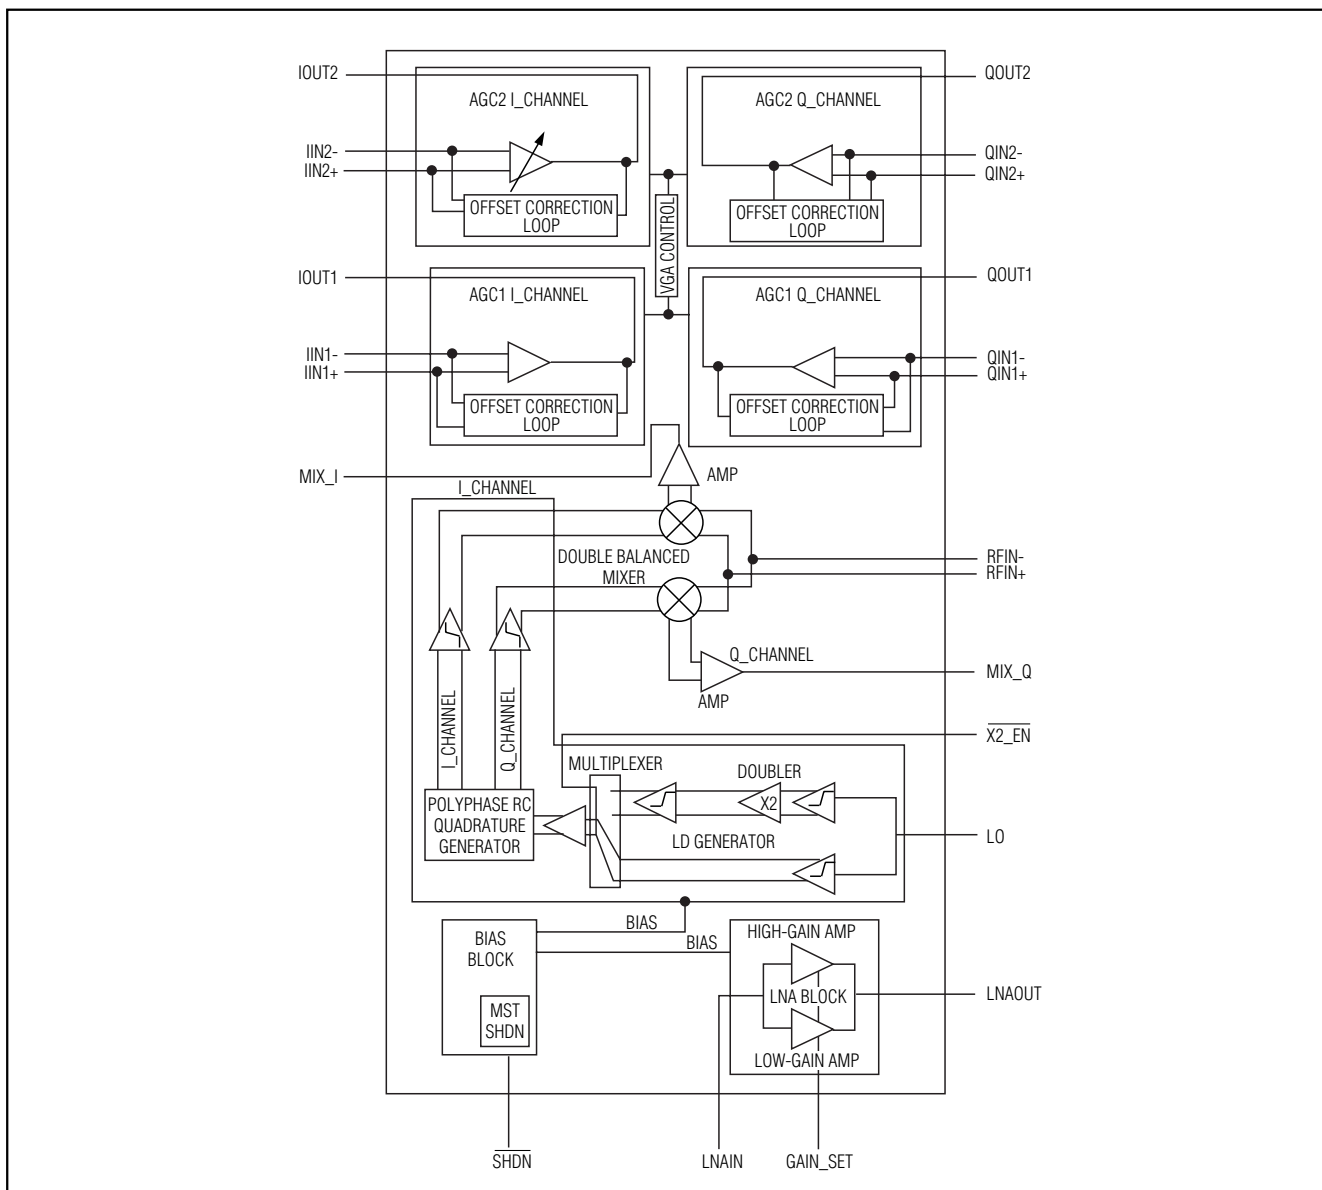 IOUT2
QOUT2
AGC2 I_CHANNEL
AGC2 Q_CHANNEL
IIN2-
IIN2+
QIN2-
QIN2+
OFFSET CORRECTION
LOOP
OFFSET CORRECTION
LOOP
VGA CONTROL
IOUT1
QOUT1
AGC1 I_CHANNEL
AGC1 Q_CHANNEL
IIN1-
IIN1+
QIN1-
QIN1+
OFFSET CORRECTION
LOOP
OFFSET CORRECTION
LOOP
MIX_I
AMP
I_CHANNEL
DOUBLE BALANCED
MIXER
RFIN-
RFIN+
Q_CHANNEL
MIX_Q
AMP
I_CHANNEL
Q_CHANNEL
X2_EN
MULTIPLEXER
DOUBLER
X2
POLYPHASE RC
QUADRATURE
GENERATOR
LD GENERATOR
LO
BIAS
BIAS
BIAS
BLOCK
MST
SHDN
HIGH-GAIN AMP
LNA BLOCK
LOW-GAIN AMP
LNAOUT
SHDN
LNAIN
GAIN_SET